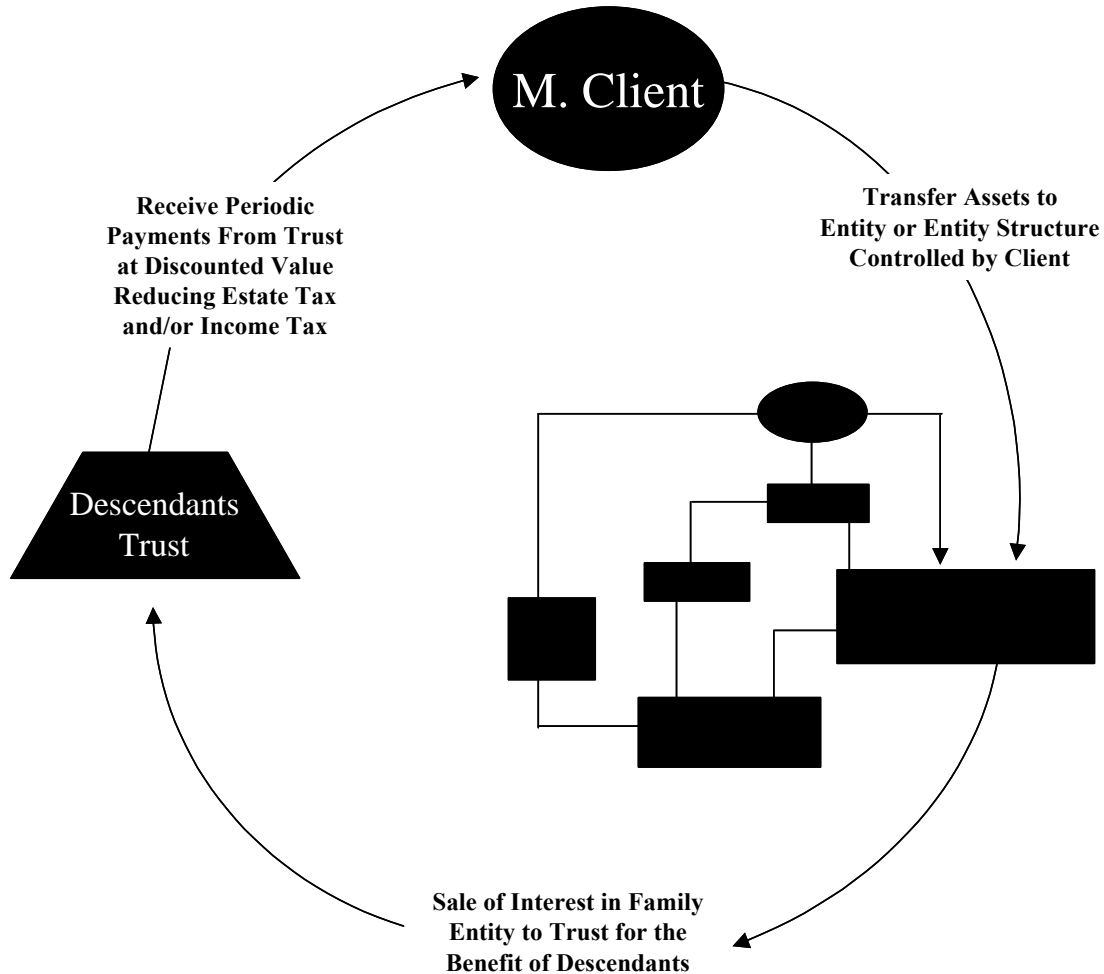 M. Client
Receive Periodic
Payments From Trust
at Discounted Value
Reducing Estate Tax
and/or Income Tax
Transfer Assets to
Entity or Entity Structure
Controlled by Client
Descendants
Trust
Sale of Interest in Family
Entity to Trust for the
Benefit of Descendants